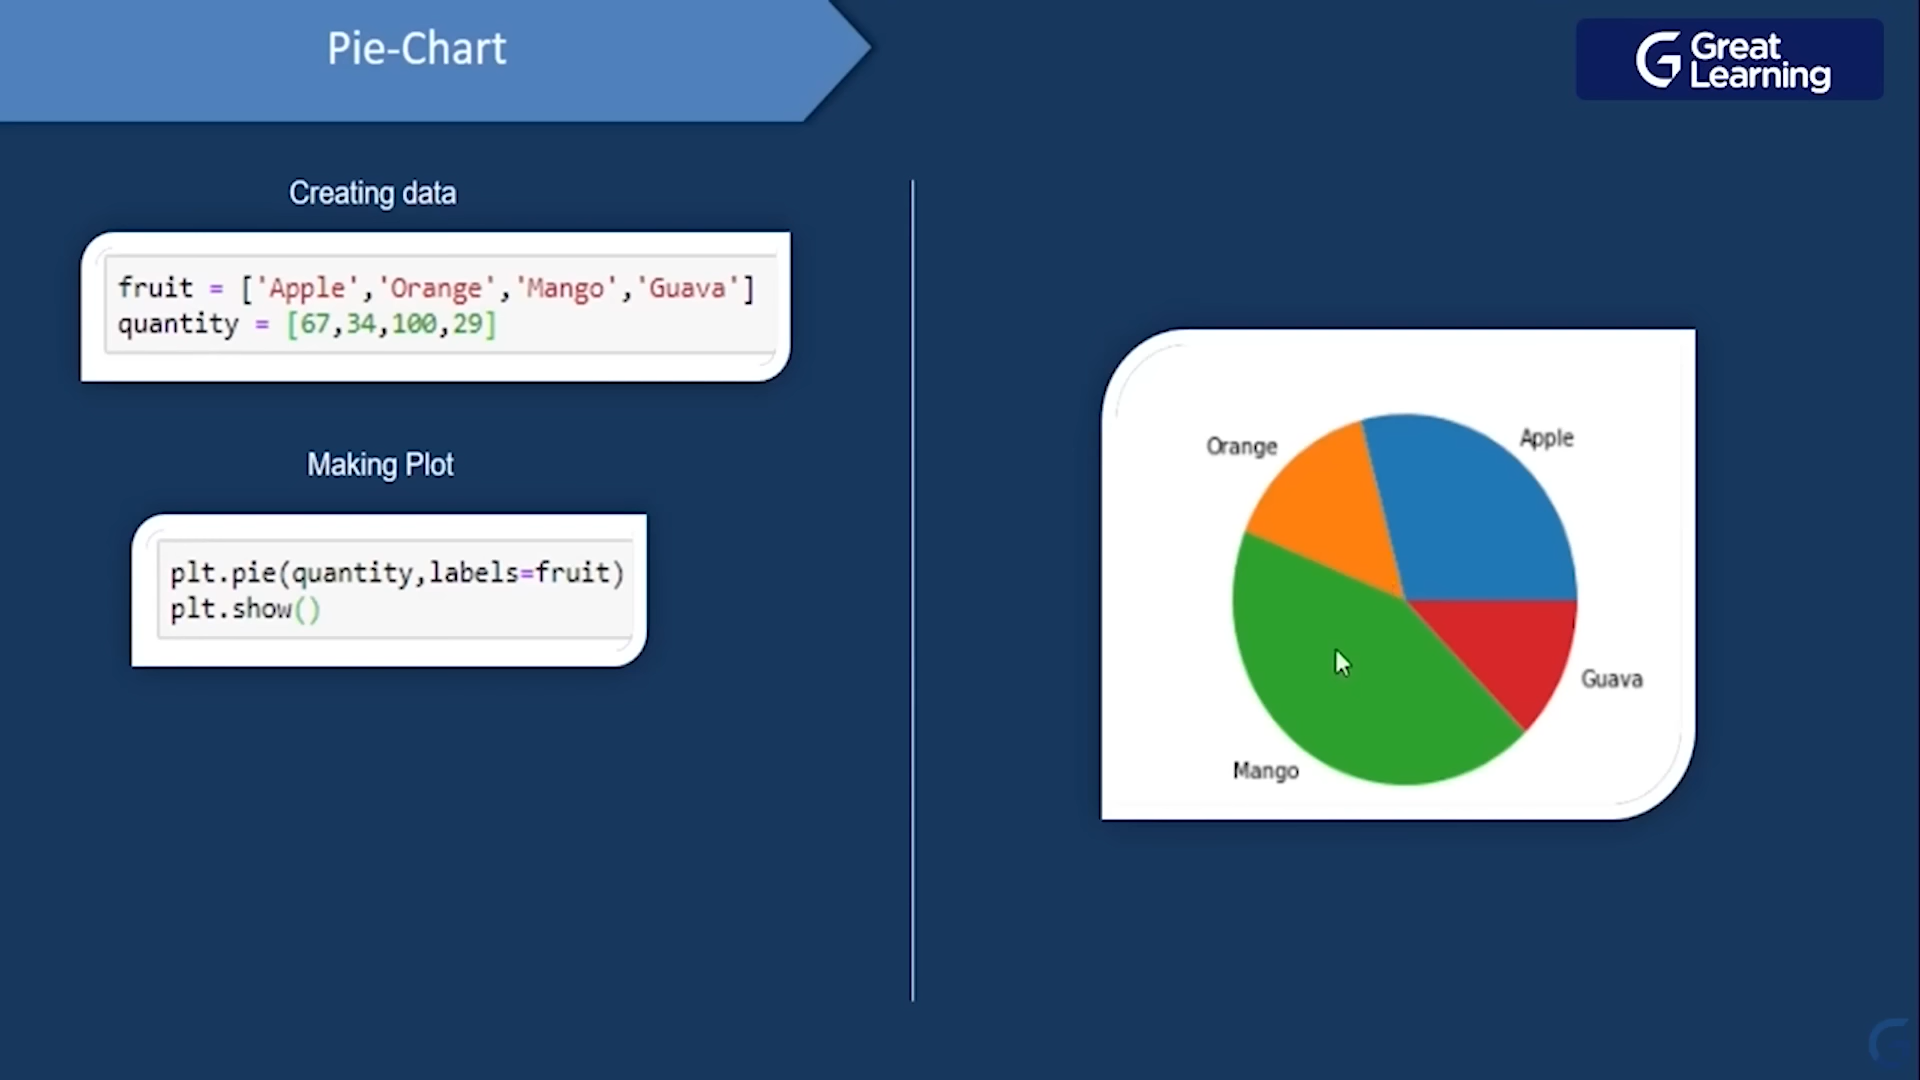 Pie-Chart
Great
Learning
Creating data
fruit = ['Apple','Orange','Mango','Guava']
quantity = [67,34,100,29]
Making Plot
plt.pie(quantity,labels=fruit)
plt.show()
Orange
Apple
Guava
Mango